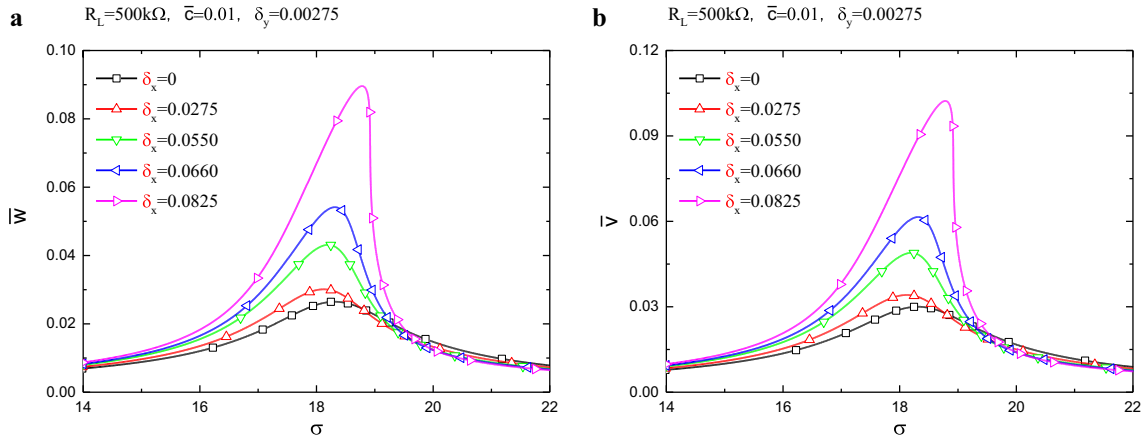 a
R_L=500kΩ, c̅=0.01, δ_y=0.00275
0.10
0.08
0.06
0.04
0.02
0.00
w̅
δ_x=0
δ_x=0.0275
δ_x=0.0550
δ_x=0.0660
δ_x=0.0825
14 16 18 20 22
σ
b
R_L=500kΩ, c̅=0.01, δ_y=0.00275
0.12
0.09
0.06
0.03
0.00
v̅
δ_x=0
δ_x=0.0275
δ_x=0.0550
δ_x=0.0660
δ_x=0.0825
14 16 18 20 22
σ